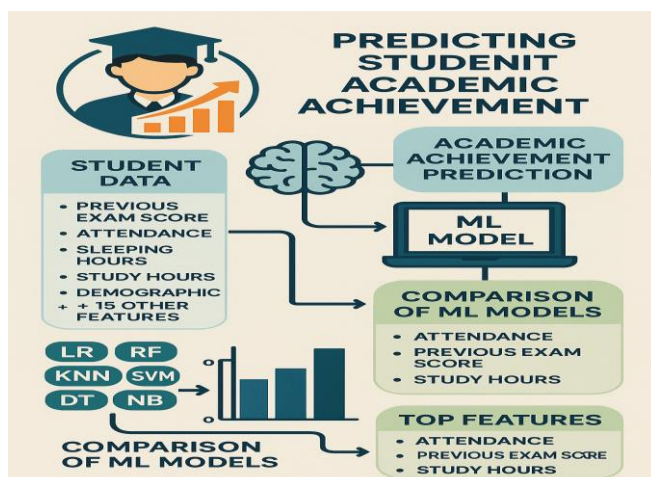 PREDICTING
STUDENIT
ACADEMIC
ACHIEVEMENT
STUDENT
DATA
• PREVIOUS
EXAM SCORE
• ATTENDANCE
• SLEEPING
HOURS
• STUDY HOURS
• DEMOGRAPHIC
+ + 15 OTHER
FEATURES
ACADEMIC
ACHIEVEMENT
PREDICTION
ML
MODEL
COMPARISON
OF ML MODELS
• ATTENDANCE
• PREVIOUS EXAM
SCORE
• STUDY HOURS
LR RF
KNN SVM
DT NB
COMPARISON
OF ML MODELS
TOP FEATURES
• ATTENDANCE
• PREVIOUS EXAM SCORE
• STUDY HOURS